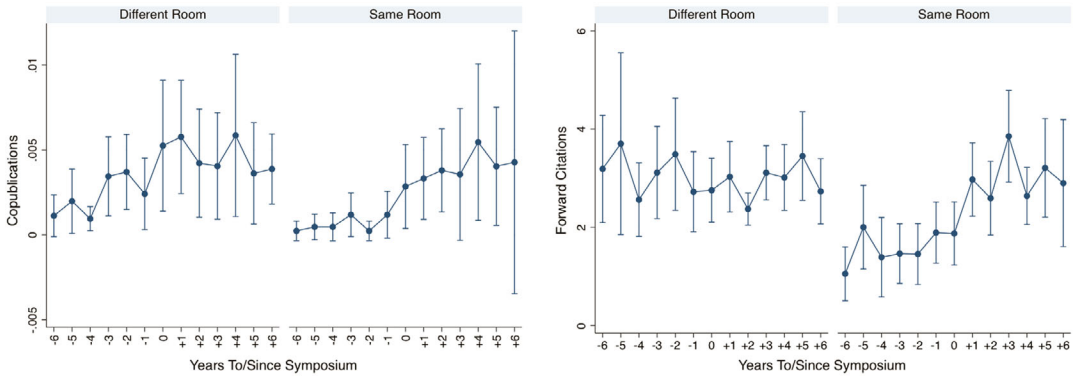 Different Room
Same Room
Copublications
.01
.005
0
-.005
-6 -5 -4 -3 -2 -1 0 +1 +2 +3 +4 +5 +6
-6 -5 -4 -3 -2 -1 0 +1 +2 +3 +4 +5 +6
Years To/Since Symposium
Different Room
Same Room
Forward Citations
6
4
2
0
-6 -5 -4 -3 -2 -1 0 +1 +2 +3 +4 +5 +6
-6 -5 -4 -3 -2 -1 0 +1 +2 +3 +4 +5 +6
Years To/Since Symposium